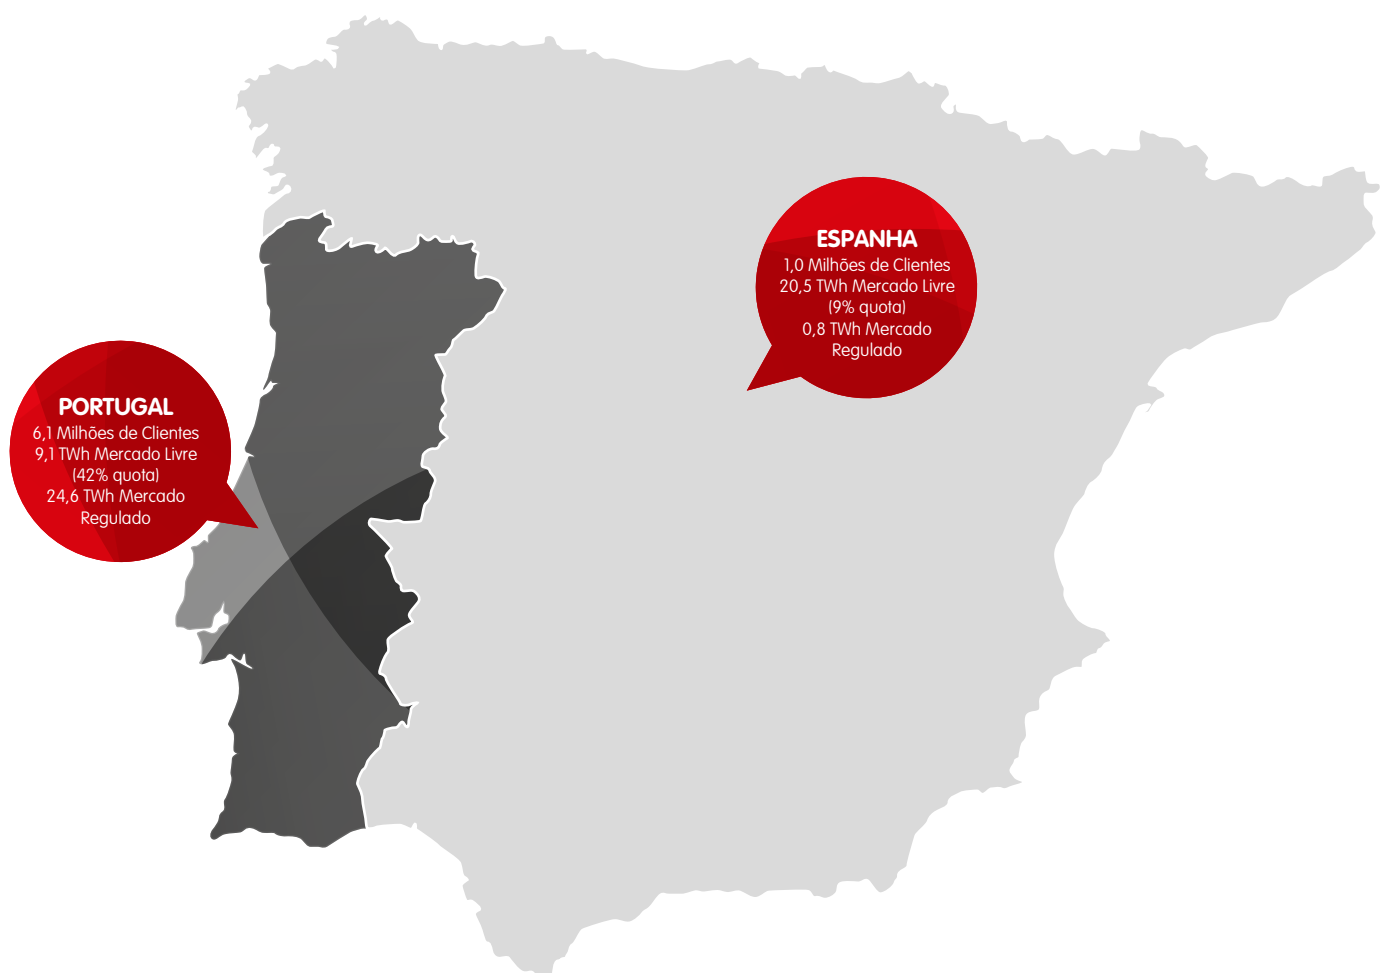 ESPANHA
1,0 Milhões de Clientes
20,5 TWh Mercado Livre
(9% quota)
0,8 TWh Mercado
Regulado
PORTUGAL
6,1 Milhões de Clientes
9,1 TWh Mercado Livre
(42% quota)
24,6 TWh Mercado
Regulado